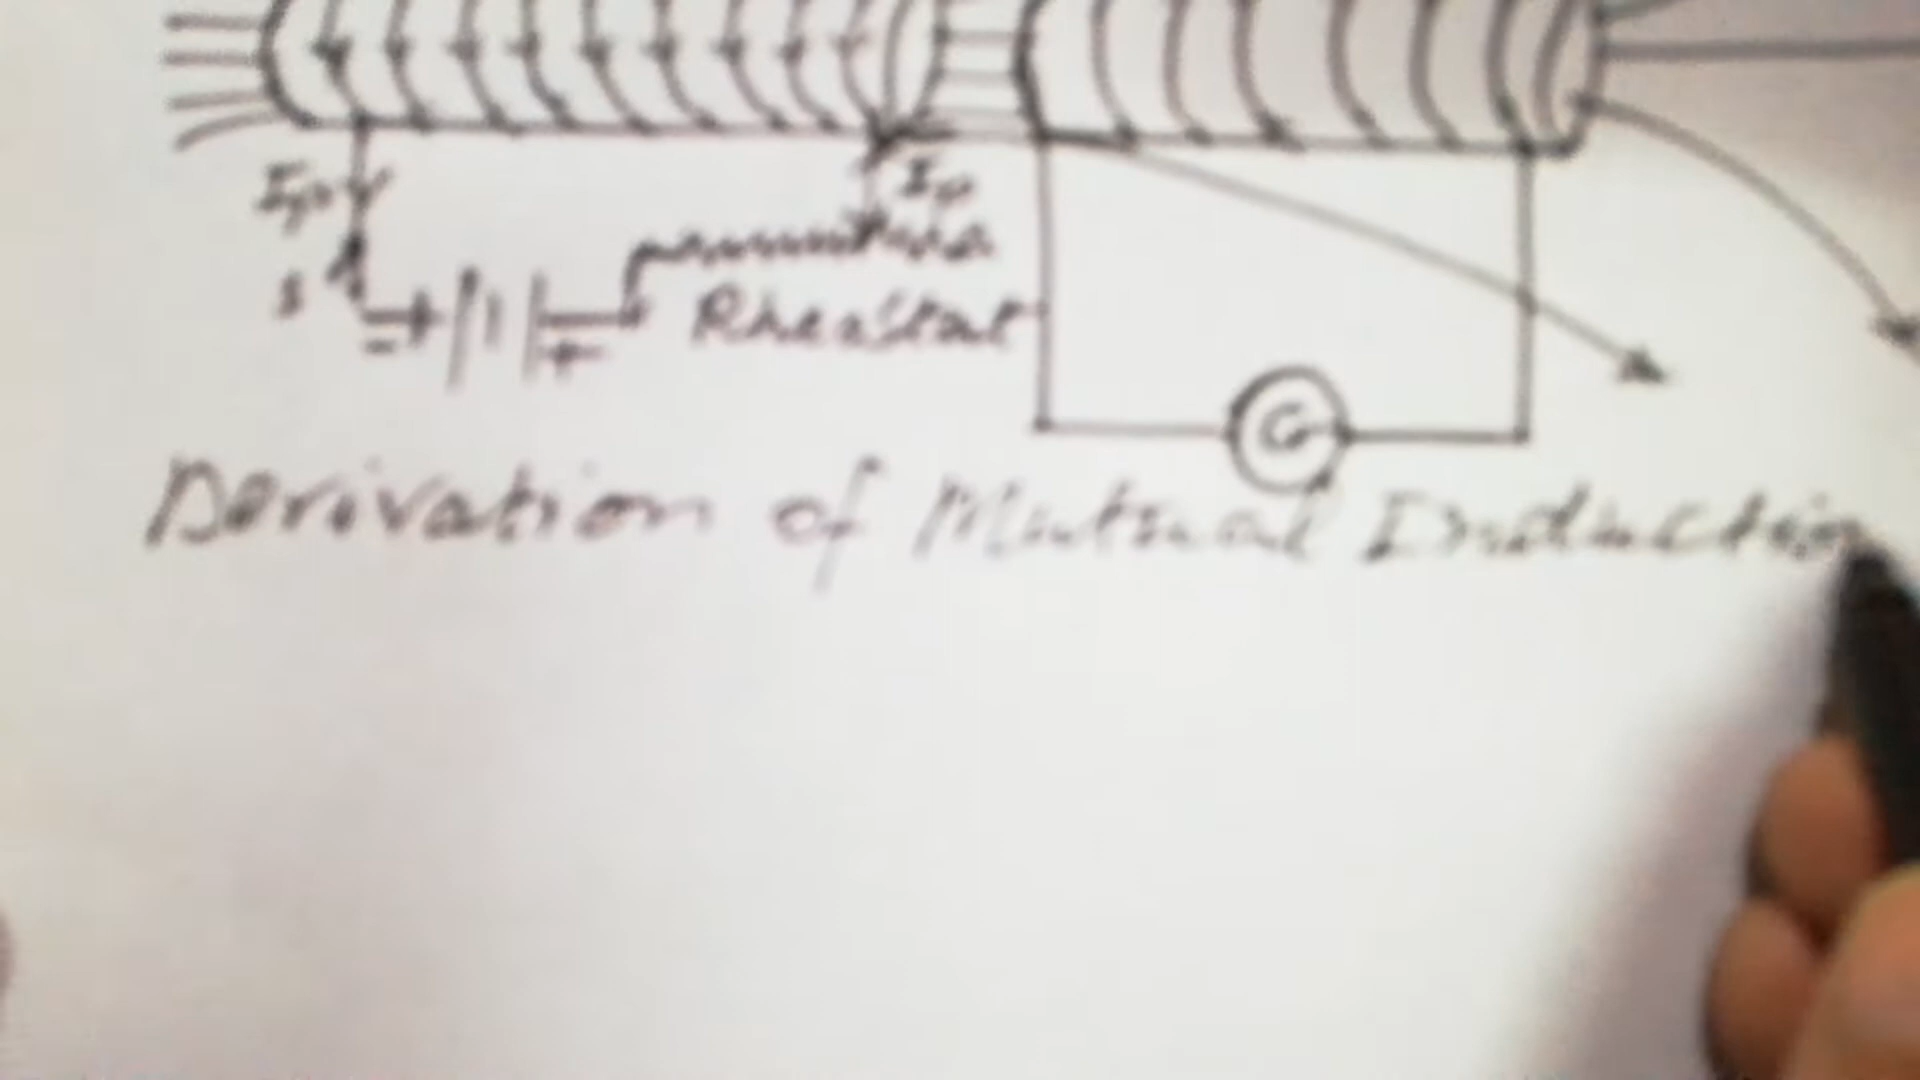 Ip Ip
S
- + Rheostat
G
Derivation of Mutual Induction